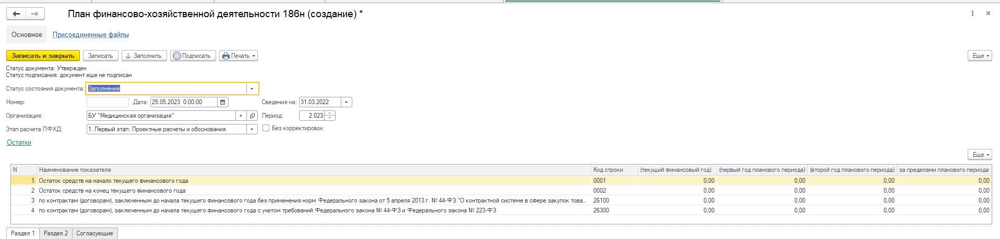 План финансово-хозяйственной деятельности 186н (создание) *
Основное Присоединенные файлы
Записать и закрыть Записать Заполнить Подписать Печать Еще
Статус документа: Утвержден
Статус подписания: документ еще не подписан
Статус состояния документа: Заполнение
Номер: Дата: 25.05.2023 0:00:00 Сведения на: 31.03.2022
Организация: БУ "Медицинская организация" Период: 2 023
Этап расчета ПФХД: 1. Первый этап: Проектные расчеты и обоснования Без корректировок
Остатки
Еще
N Наименование показателя Код строки (текущий финансовый год) (первый год планового периода) (второй год планового периода) за пределами планового периода
1 Остаток средств на начало текущего финансового года 0001 0,00 0,00 0,00 0,00
2 Остаток средств на конец текущего финансового года 0002 0,00 0,00 0,00 0,00
3 по контрактам (договорам), заключенным до начала текущего финансового года без применения норм Федерального закона от 5 апреля 2013 г. № 44-ФЗ "О контрактной системе в сфере закупок това... 26100 0,00 0,00 0,00 0,00
4 по контрактам (договорам), заключенным до начала текущего финансового года с учетом требований Федерального закона № 44-ФЗ и Федерального закона № 223-ФЗ 26300 0,00 0,00 0,00 0,00
Раздел 1 Раздел 2 Согласующие